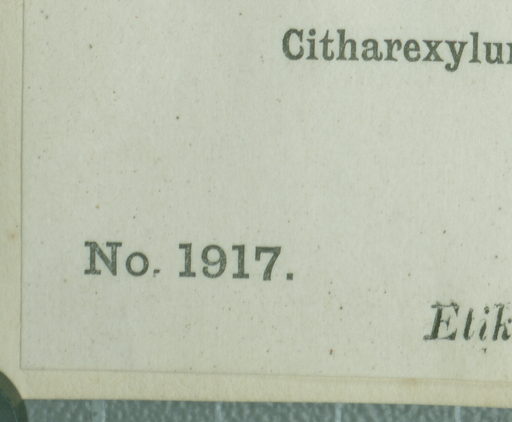 Citharexylu
No. 1917.
Etik